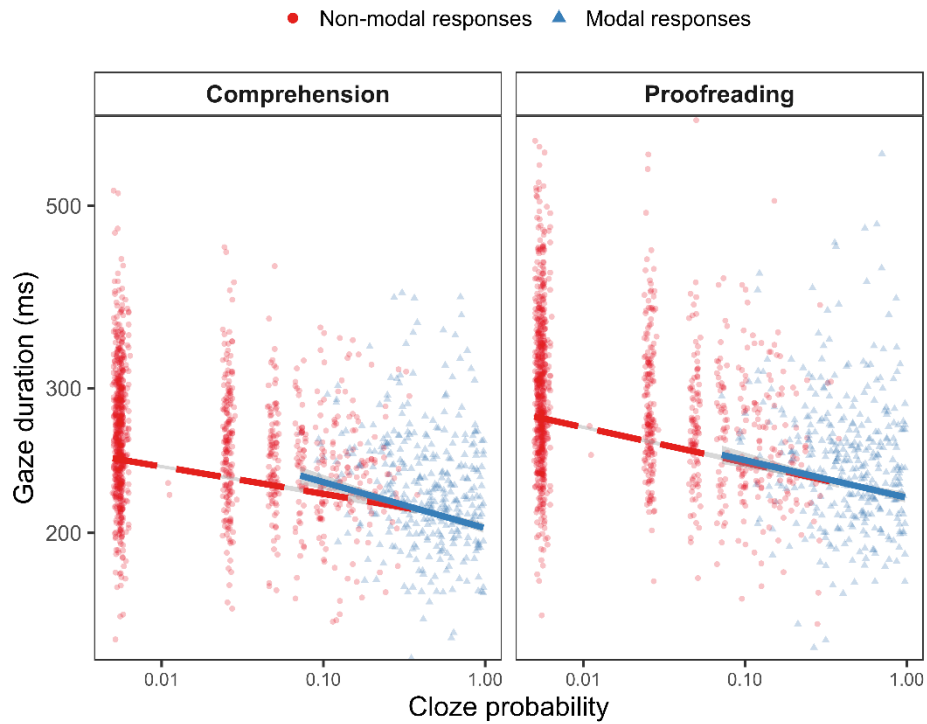 Non-modal responses Modal responses
Comprehension Proofreading
500
300
200
Gaze duration (ms)
0.01 0.10 1.00 0.01 0.10 1.00
Cloze probability